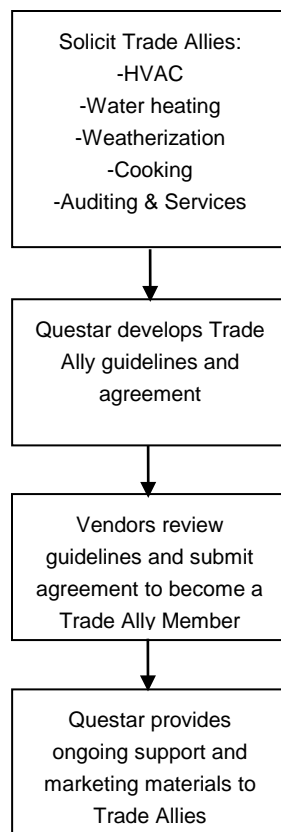 Solicit Trade Allies:
-HVAC
-Water heating
-Weatherization
-Cooking
-Auditing & Services
Questar develops Trade
Ally guidelines and
agreement
Vendors review
guidelines and submit
agreement to become a
Trade Ally Member
Questar provides
ongoing support and
marketing materials to
Trade Allies